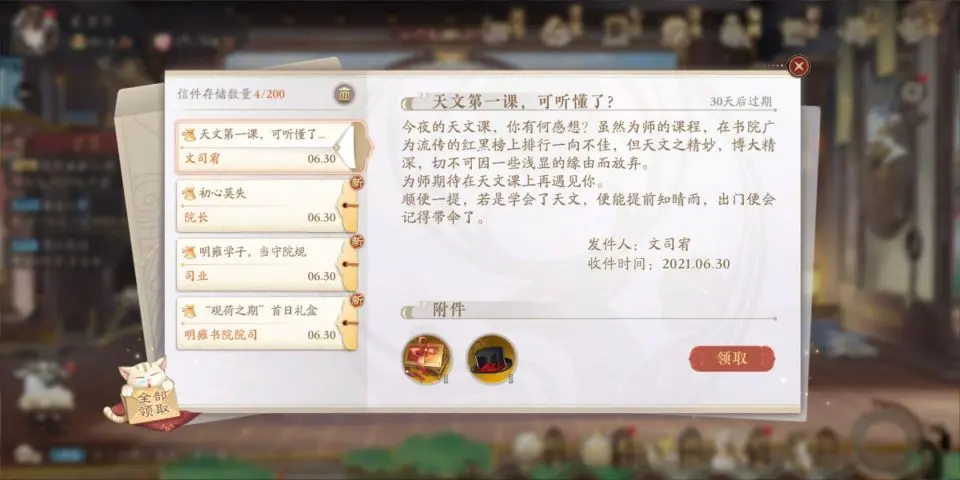 信件存储数量4/200
天文第一课，可听懂了...
文司宥
06.30
新
初心莫失
院长
06.30
新
明雍学子，当守院规
司业
06.30
新
“观荷之期”首日礼盒
明雍书院院司
06.30
全部
领取
天文第一课，可听懂了？
30天后过期
今夜的天文课，你有何感想？虽然为师的课程，在书院广
为流传的红黑榜上排行一向不佳，但天文之精妙，博大精
深，切不可因一些浅显的缘由而放弃。
为师期待在天文课上再遇见你。
顺便一提，若是学会了天文，便能提前知晴雨，出门便会
记得带伞了。
发件人：文司宥
收件时间：2021.06.30
附件
1
1
领取